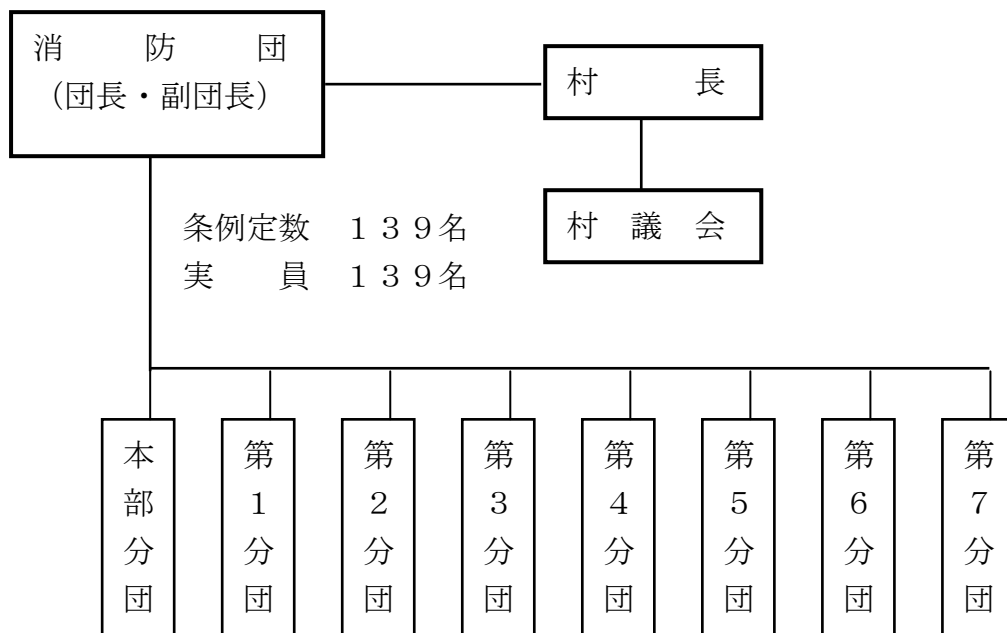 消防団
（団長・副団長）
村長
村議会
条例定数　１３９名
実　　員　１３９名
本部分団
第１分団
第２分団
第３分団
第４分団
第５分団
第６分団
第７分団